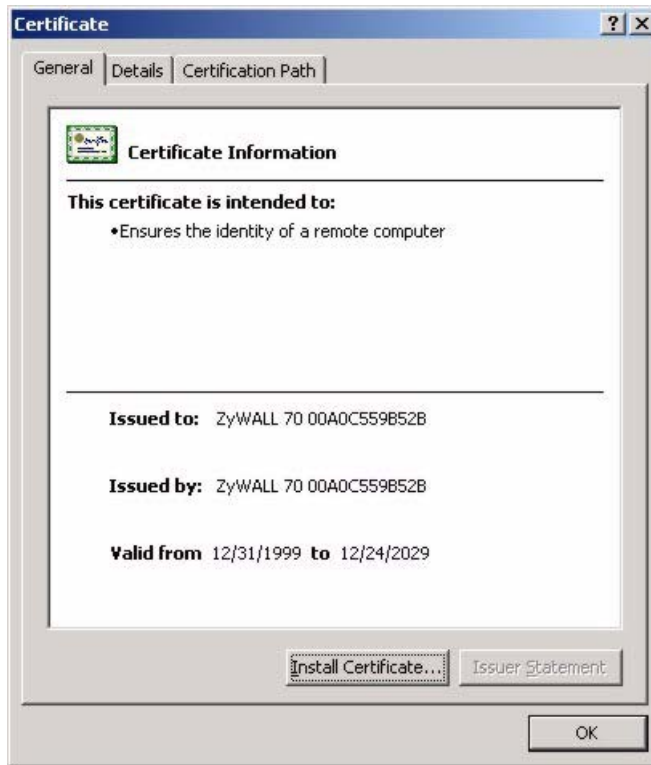 Certificate
General Details Certification Path
Certificate Information
This certificate is intended to:
•Ensures the identity of a remote computer
Issued to: ZyWALL 70 00A0C559B52B
Issued by: ZyWALL 70 00A0C559B52B
Valid from 12/31/1999 to 12/24/2029
Install Certificate... Issuer Statement
OK